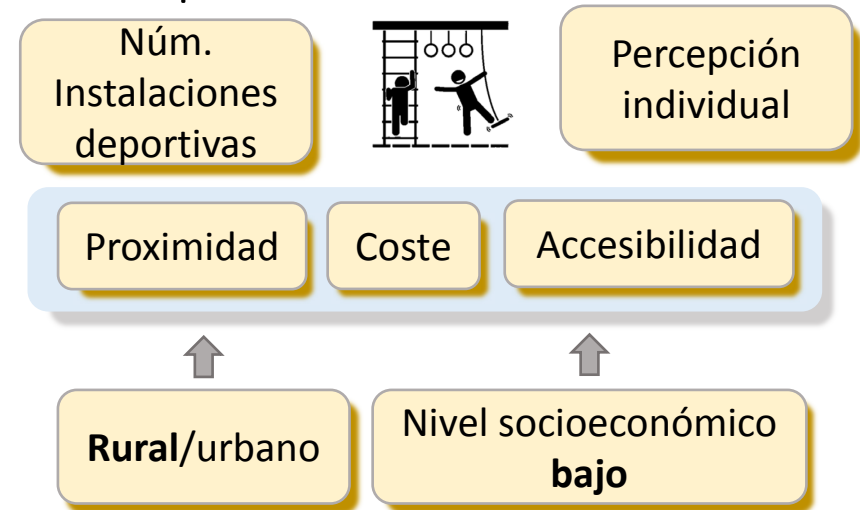 Núm.
Instalaciones
deportivas
Percepción
individual
Proximidad
Coste
Accesibilidad
Rural/urbano
Nivel socioeconómico
bajo